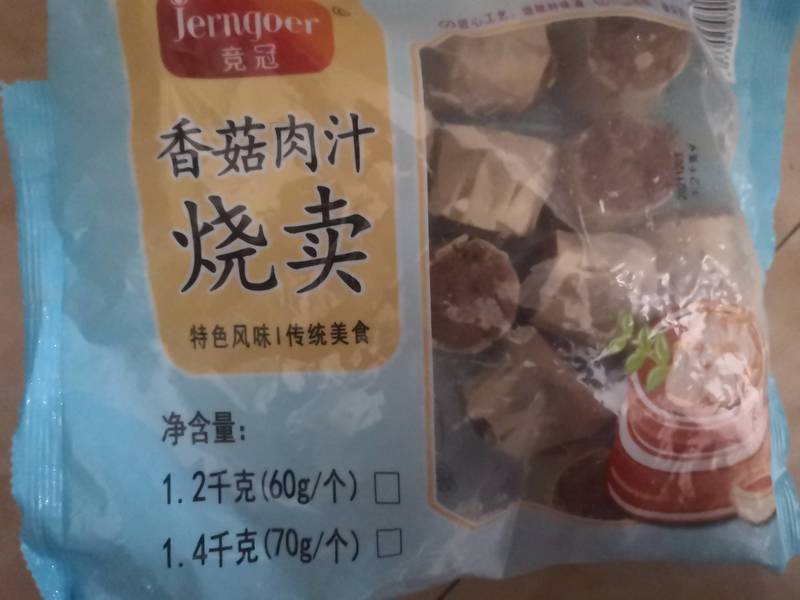 Jerngoer
竞冠
香菇肉汁
烧卖
特色风味|传统美食
净含量:
1.2千克(60g/个)□
1.4千克(70g/个)□